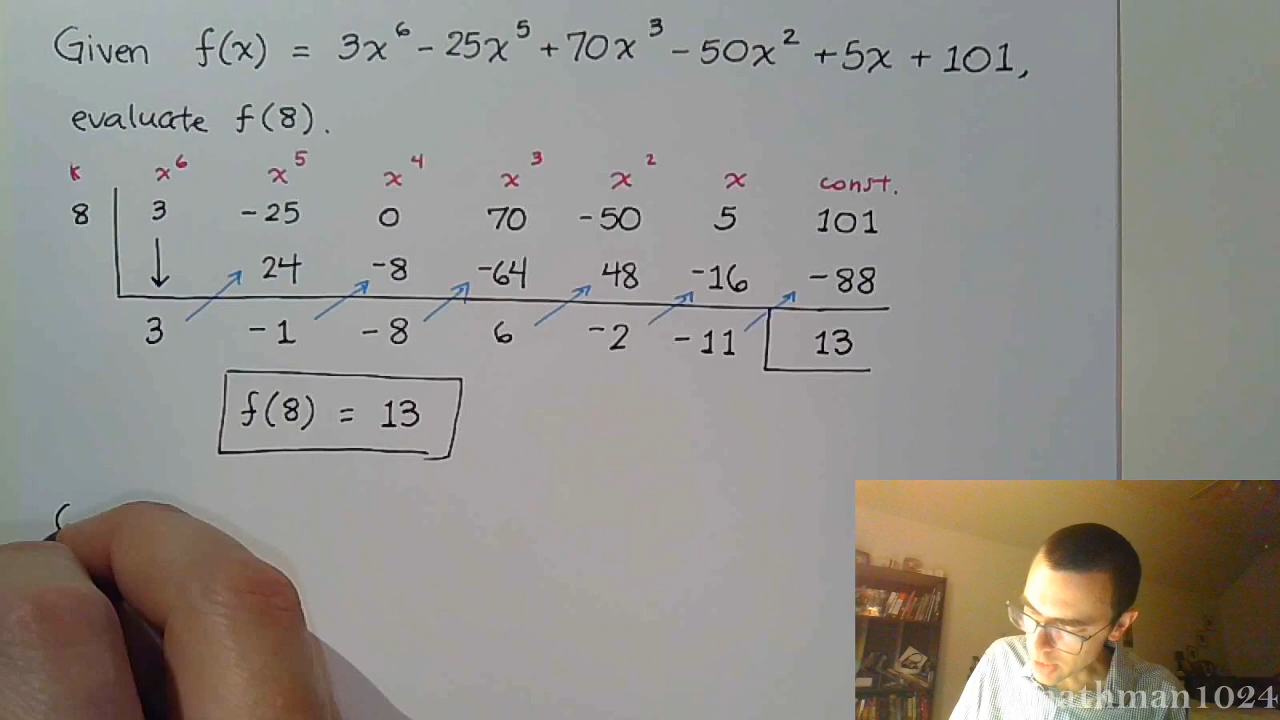 Given f(x) = 3x⁶ - 25x⁵ + 70x³ - 50x² + 5x + 101,
evaluate f(8).
k x⁶ x⁵ x⁴ x³ x² x const.
8 3 -25 0 70 -50 5 101
24 -8 -64 48 -16 -88
3 -1 -8 6 -2 -11 13
f(8) = 13
mathman1024